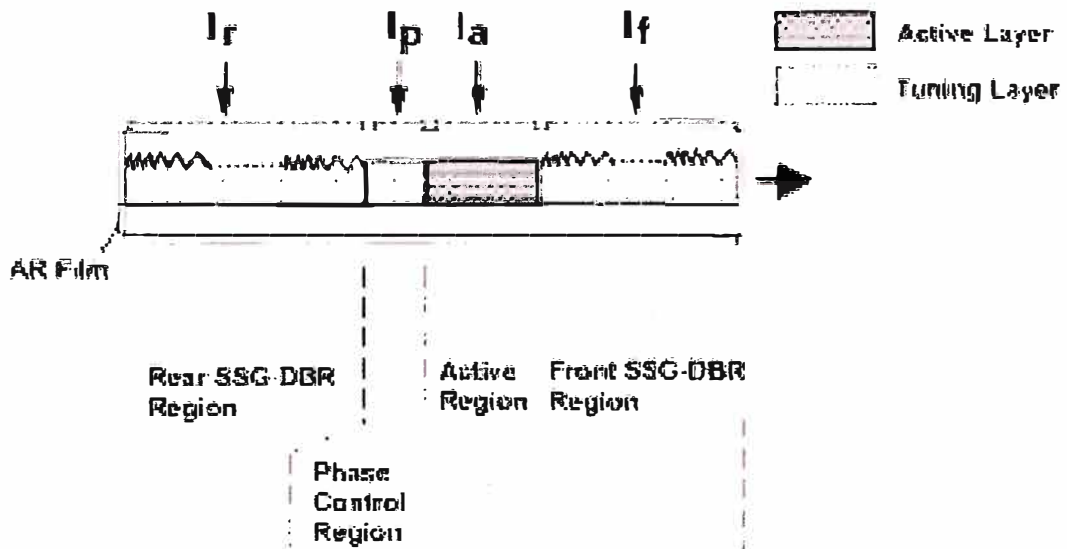 Ir Ip Ia If
Active Layer
Tuning Layer
AR Film
Rear SSG-DBR
Region
Active
Region
Front SSG-DBR
Region
Phase
Control
Region